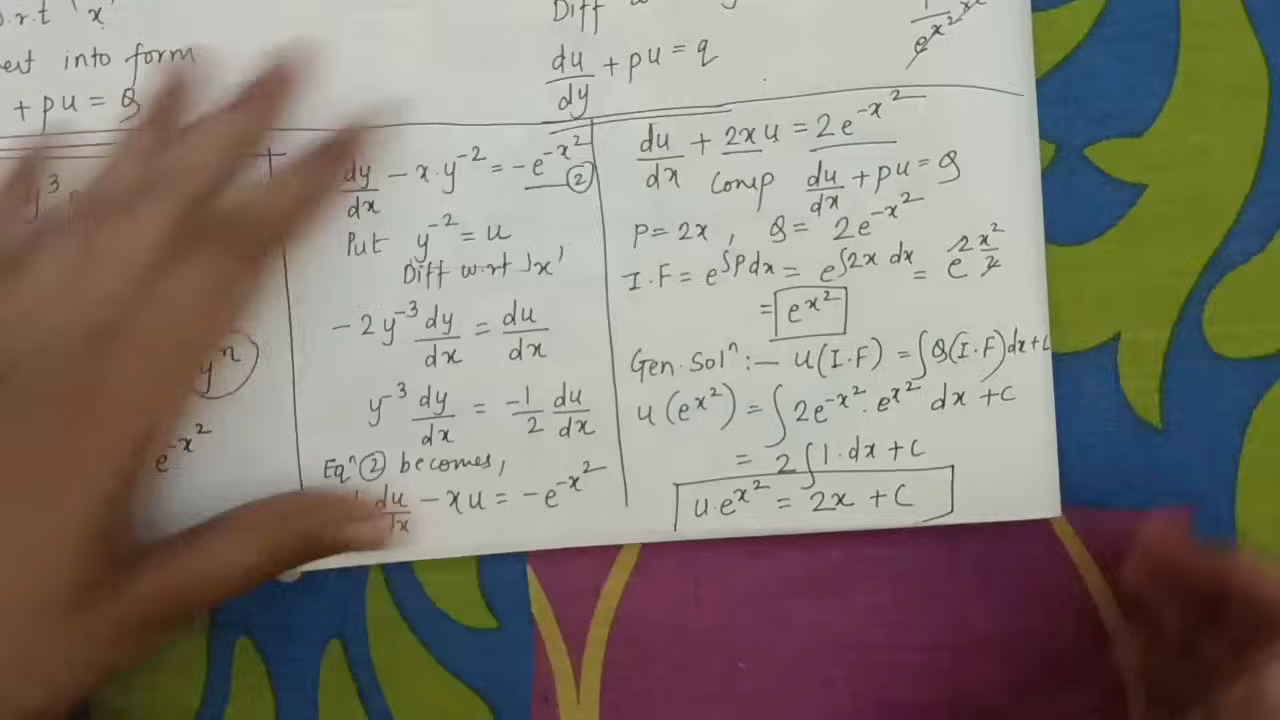 .r.t 'x'
into form
+ pu = Q
Diff
du/dy + pu = q
y³
yⁿ
e^{-x²}
dy/dx - x·y^{-2} = -e^{-x²} ②
Put y^{-2} = u
Diff w.r.t 'x'
-2y^{-3} dy/dx = du/dx
y^{-3} dy/dx = -1/2 du/dx
Eqⁿ ② becomes,
du/dx - xu = -e^{-x²}
du/dx + 2xu = 2e^{-x²}
Comp du/dx + pu = Q
P = 2x , Q = 2e^{-x²}
I.F = e^{∫Pdx} = e^{∫2x dx} = e^{2x²/2}
= e^{x²}
Gen. Solⁿ :- u(I.F) = ∫Q(I.F)dx+c
u(e^{x²}) = ∫2e^{-x²}.e^{x²} dx + C
= 2∫1.dx + C
u.e^{x²} = 2x + C